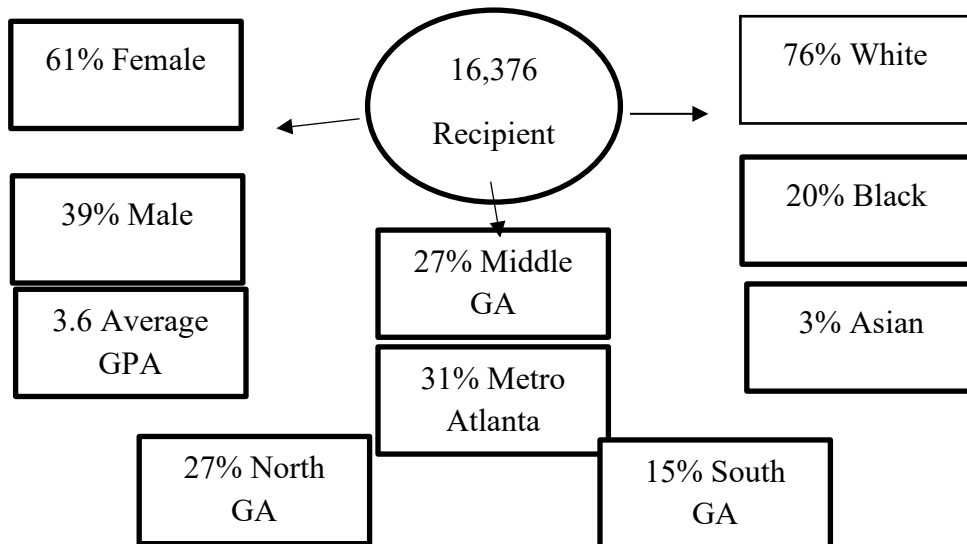 61% Female
16,376
Recipient
76% White
39% Male
20% Black
27% Middle
GA
3.6 Average
GPA
3% Asian
31% Metro
Atlanta
27% North
GA
15% South
GA